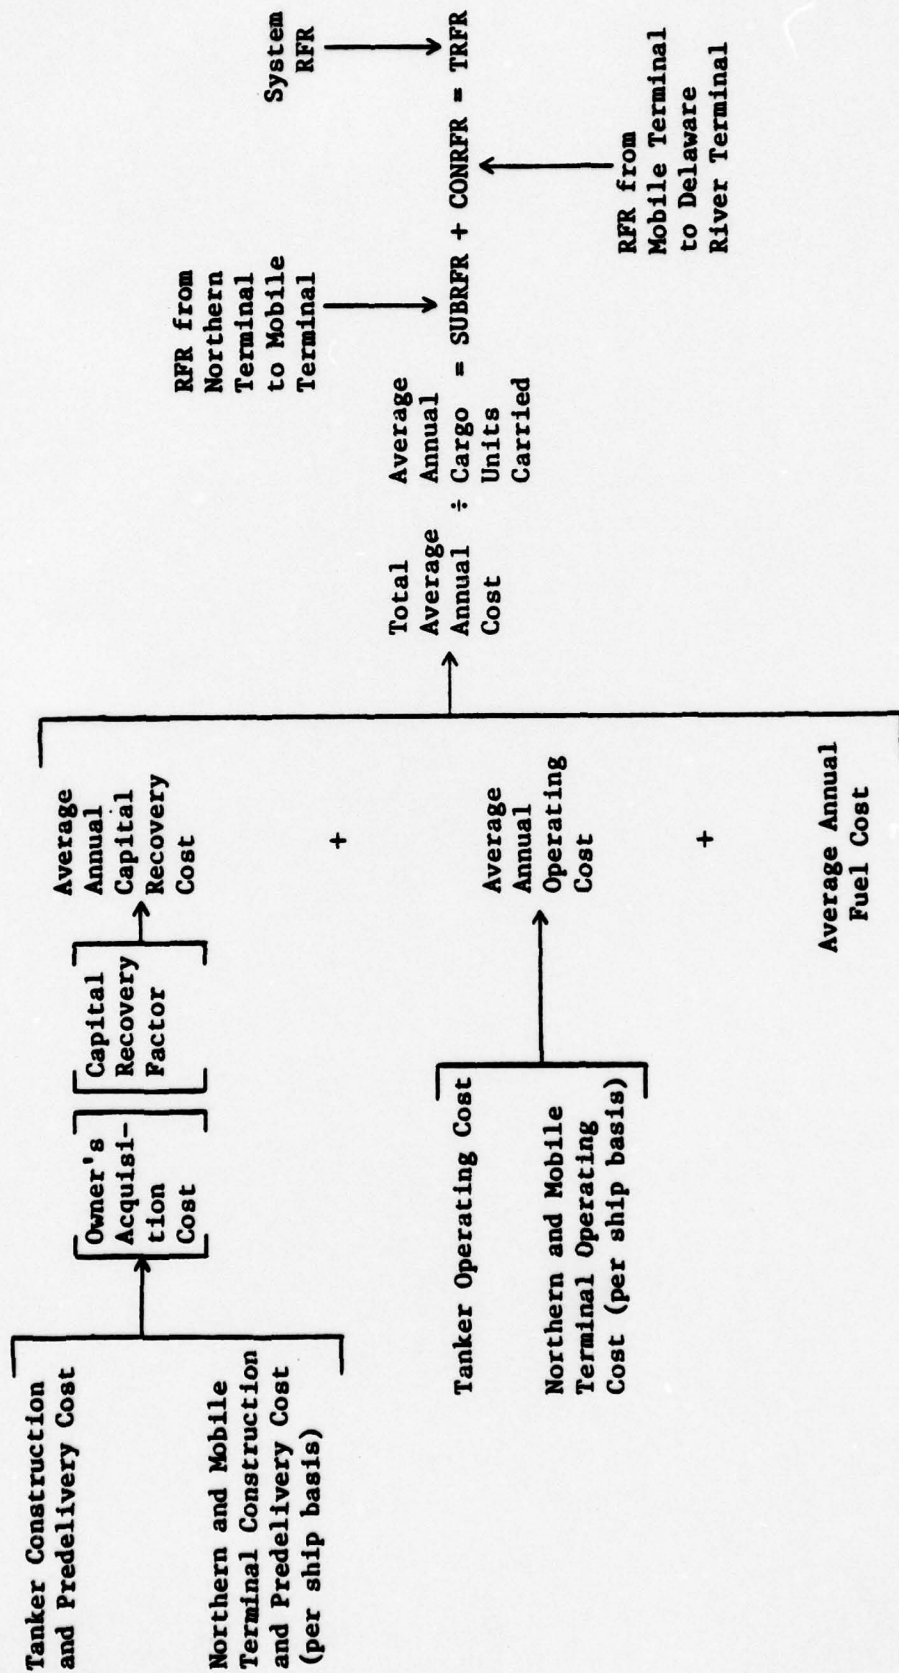 Tanker Construction
and Predelivery Cost
Northern and Mobile
Terminal Construction
and Predelivery Cost
(per ship basis)
Owner's
Acquisi-
tion
Cost
Capital
Recovery
Factor
Average
Annual
Capital
Recovery
Cost
+
Tanker Operating Cost
Northern and Mobile
Terminal Operating
Cost (per ship basis)
Average
Annual
Operating
Cost
+
Average Annual
Fuel Cost
Total
Average
Annual
Cost
÷
Average
Annual
Cargo
Units
Carried
= SUBRFR + CONRFR = TRFR
RFR from
Northern
Terminal
to Mobile
Terminal
System
RFR
RFR from
Mobile Terminal
to Delaware
River Terminal